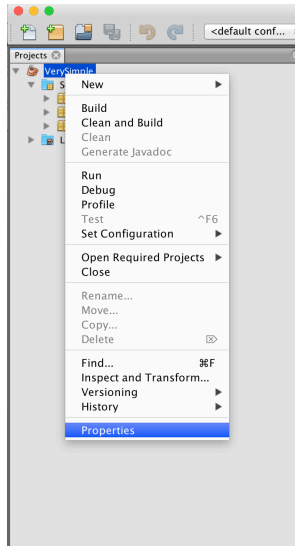 <default conf...
Projects
VerySimple
S
New
Build
Clean and Build
Clean
Generate Javadoc
L
Run
Debug
Profile
Test ^F6
Set Configuration
Open Required Projects
Close
Rename...
Move...
Copy...
Delete
Find... ⌘F
Inspect and Transform...
Versioning
History
Properties